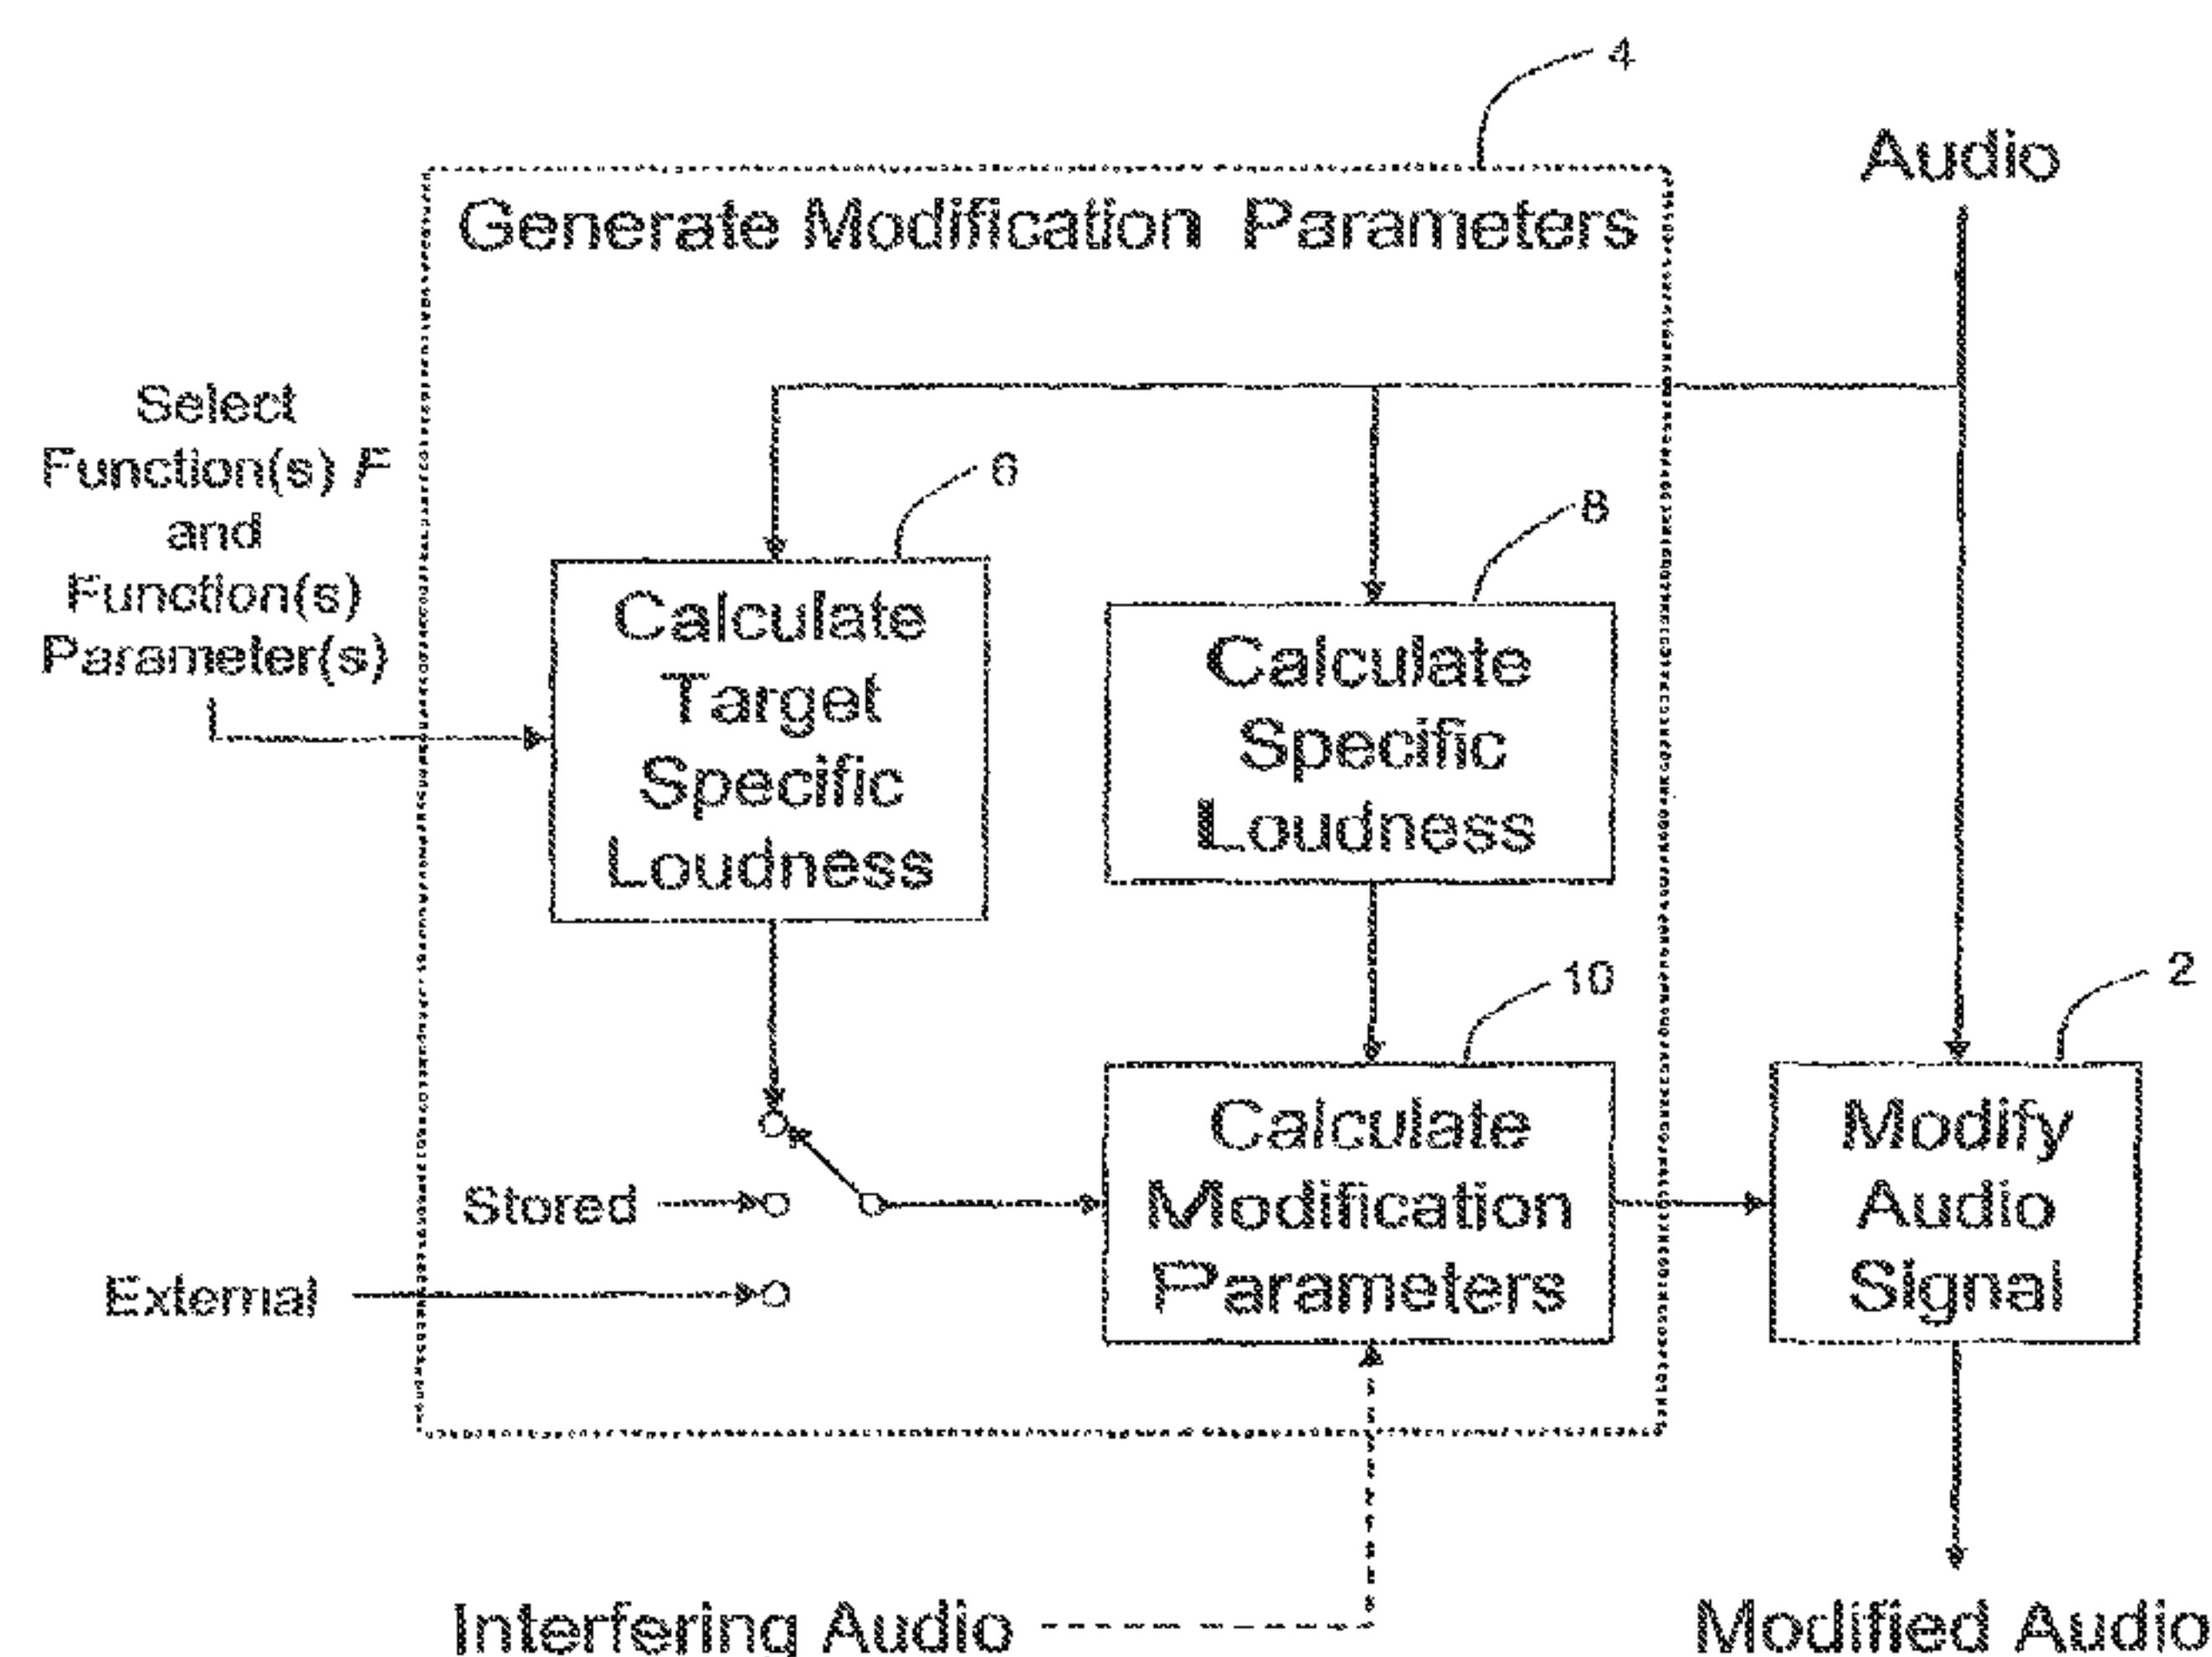 4
Audio
Generate Modification Parameters
Select
Function(s) F
and
Function(s)
Parameter(s)
6
8
Calculate
Target
Specific
Loudness
Calculate
Specific
Loudness
10
2
Calculate
Modification
Parameters
Modify
Audio
Signal
Stored
External
Interfering Audio
Modified Audio